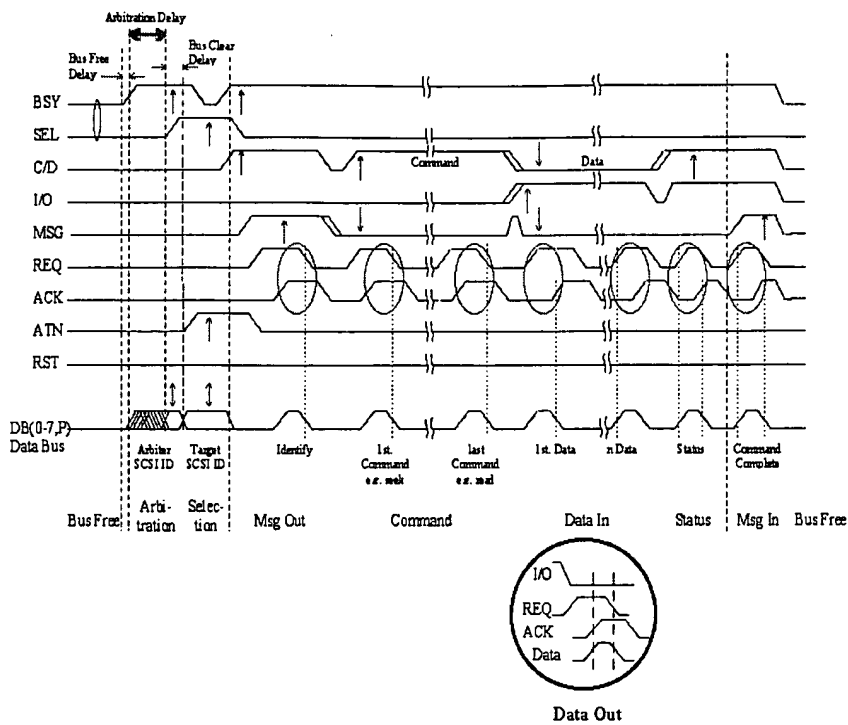 Arbitration Delay
Bus Free
Delay
Bus Clear
Delay
BSY
SEL
C/D
Command
Data
I/O
MSG
REQ
ACK
ATN
RST
DB(0-7,P)
Data Bus
Arbiter
SCSI ID
Target
SCSI ID
Identify
1st.
Command
e.g. seek
last
Command
e.g. read
1st. Data
n Data
Status
Command
Complete
Bus Free
Arbi-
tration
Selec-
tion
Msg Out
Command
Data In
Status
Msg In
Bus Free
I/O
REQ
ACK
Data
Data Out